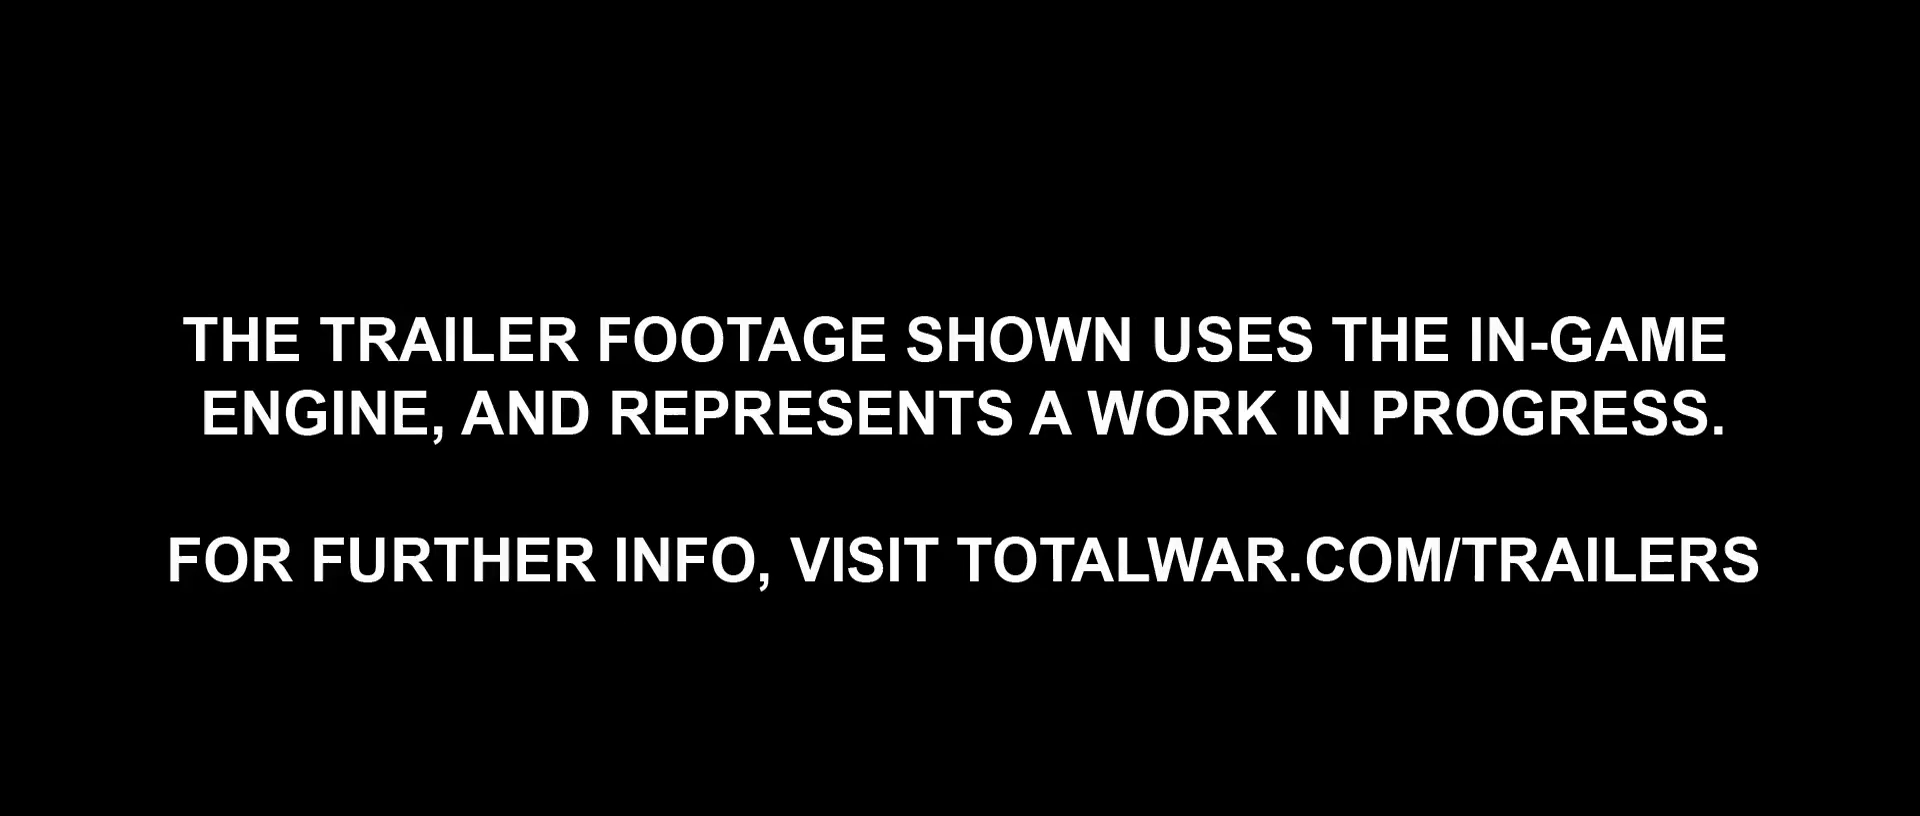 THE TRAILER FOOTAGE SHOWN USES THE IN-GAME
ENGINE, AND REPRESENTS A WORK IN PROGRESS.
FOR FURTHER INFO, VISIT TOTALWAR.COM/TRAILERS